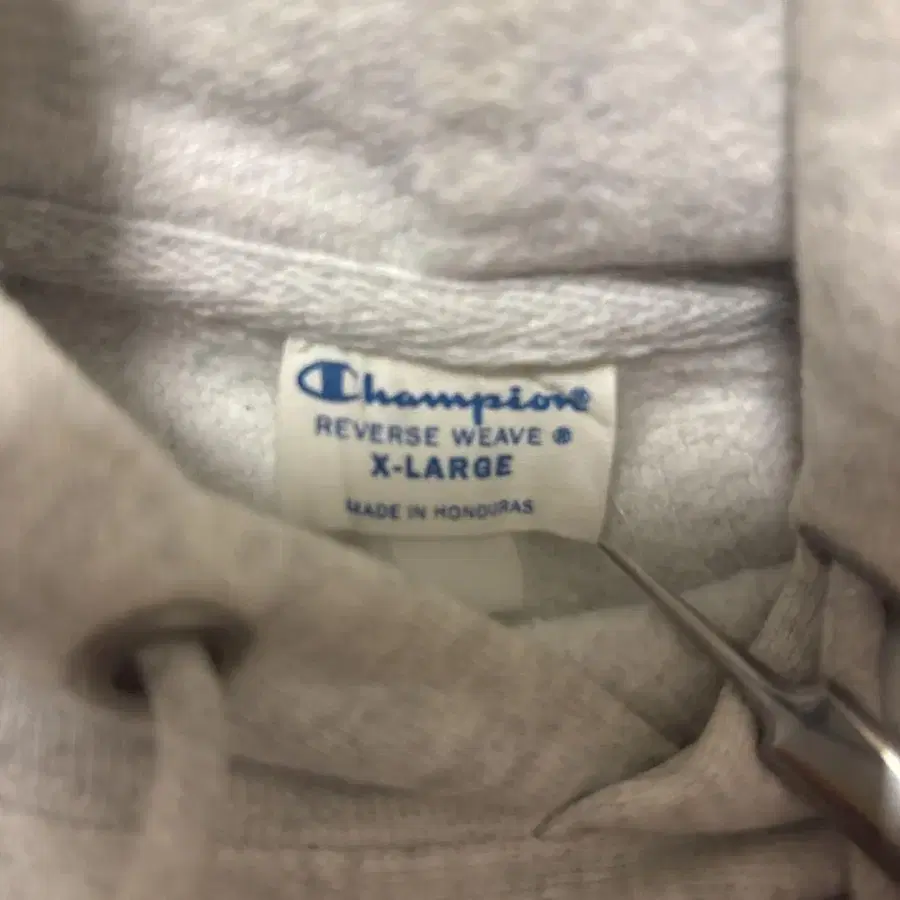 Champion®
REVERSE WEAVE ®
X-LARGE
MADE IN HONDURAS